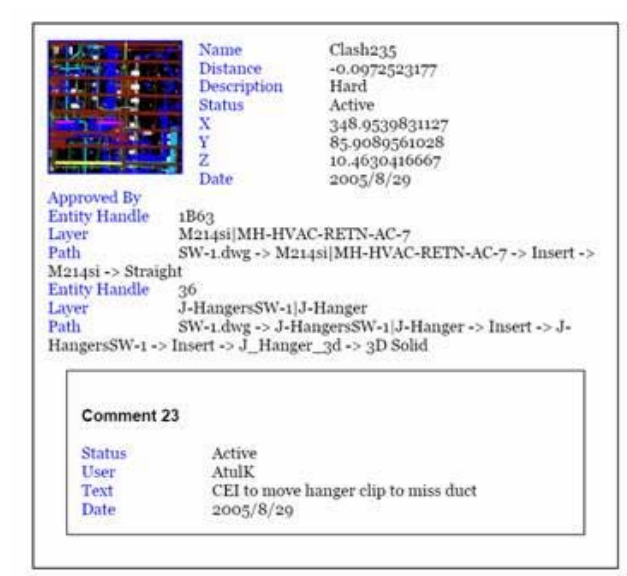 Name Clash235
Distance -0.0972523177
Description Hard
Status Active
X 348.9539831127
Y 85.9089561028
Z 10.4630416667
Date 2005/8/29
Approved By
Entity Handle 1B63
Layer M214si|MH-HVAC-RETN-AC-7
Path SW-1.dwg -> M214si|MH-HVAC-RETN-AC-7 -> Insert ->
M214si -> Straight
Entity Handle 36
Layer J-HangersSW-1|J-Hanger
Path SW-1.dwg -> J-HangersSW-1|J-Hanger -> Insert -> J-
HangersSW-1 -> Insert -> J_Hanger_3d -> 3D Solid
Comment 23
Status Active
User AtulK
Text CEI to move hanger clip to miss duct
Date 2005/8/29